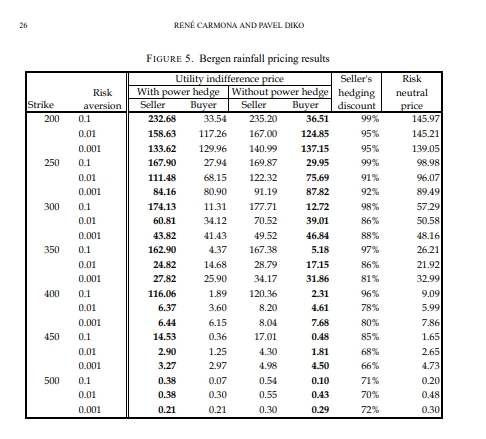 26 RENÉ CARMONA AND PAVEL DIKO
FIGURE 5. Bergen rainfall pricing results
Utility indifference price Seller's Risk
Risk With power hedge Without power hedge hedging neutral
Strike aversion Seller Buyer Seller Buyer discount price
200 0.1 232.68 33.54 235.20 36.51 99% 145.97
0.01 158.63 117.26 167.00 124.85 95% 145.21
0.001 133.62 129.96 140.99 137.15 95% 139.05
250 0.1 167.90 27.94 169.87 29.95 99% 98.98
0.01 111.48 68.15 122.32 75.69 91% 96.07
0.001 84.16 80.90 91.19 87.82 92% 89.49
300 0.1 174.13 11.31 177.71 12.72 98% 57.29
0.01 60.81 34.12 70.52 39.01 86% 50.58
0.001 43.82 41.43 49.52 46.84 88% 48.16
350 0.1 162.90 4.37 167.38 5.18 97% 26.21
0.01 24.82 14.68 28.79 17.15 86% 21.92
0.001 27.82 25.90 34.17 31.86 81% 32.99
400 0.1 116.06 1.89 120.36 2.31 96% 9.09
0.01 6.37 3.60 8.20 4.61 78% 5.99
0.001 6.44 6.15 8.04 7.68 80% 7.86
450 0.1 14.53 0.36 17.01 0.48 85% 1.65
0.01 2.90 1.25 4.30 1.81 68% 2.65
0.001 3.27 2.97 4.98 4.50 66% 4.73
500 0.1 0.38 0.07 0.54 0.10 71% 0.20
0.01 0.38 0.30 0.55 0.43 70% 0.48
0.001 0.21 0.21 0.30 0.29 72% 0.30